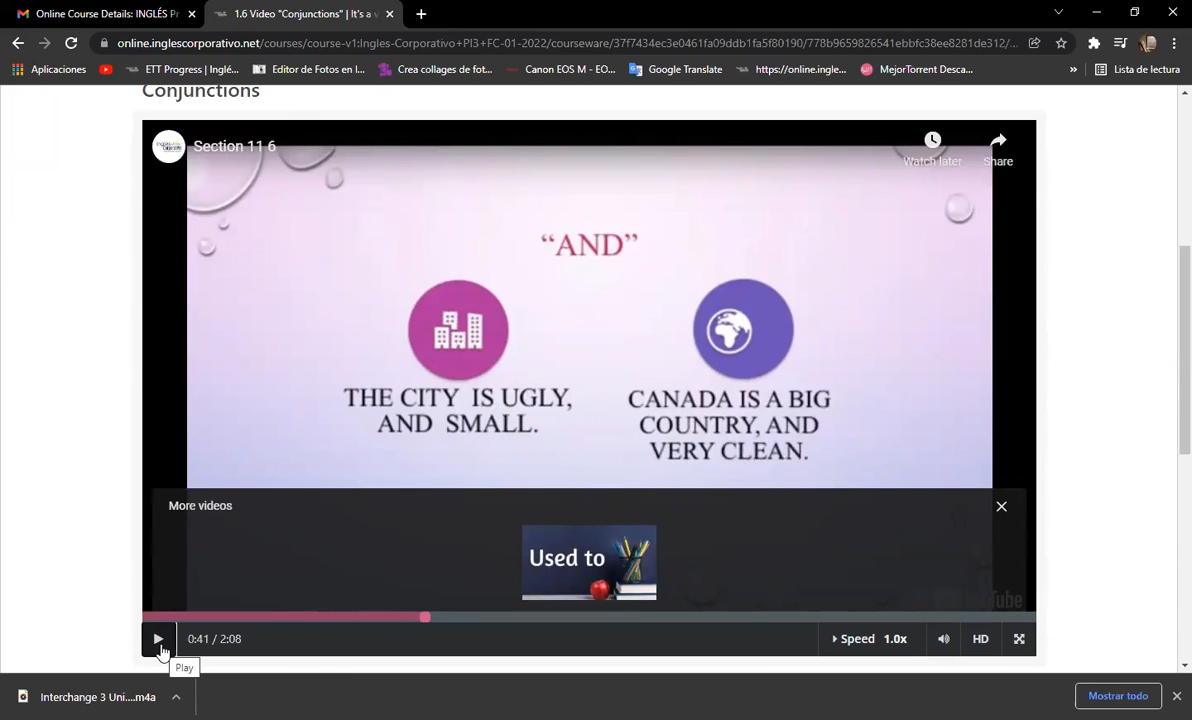 Online Course Details: INGLÉS Pr
1.6 Video "Conjunctions" | It's a v
online.inglescorporativo.net/courses/course-v1:Ingles-Corporativo+PI3+FC-01-2022/courseware/37f7434ec3e0461fa09ddb1fa5f80190/778b9659826541ebbfc38ee8281de312/...
Aplicaciones
ETT Progress | Inglé...
Editor de Fotos en l...
Crea collages de fot...
Canon EOS M - EO...
Google Translate
https://online.ingle...
MejorTorrent Desca...
»
Lista de lectura
Conjunctions
Section 11 6
Watch later
Share
“AND”
THE CITY IS UGLY,
AND SMALL.
CANADA IS A BIG
COUNTRY, AND
VERY CLEAN.
More videos
Used to
0:41 / 2:08
Speed 1.0x
HD
Play
Interchange 3 Uni....m4a
Mostrar todo